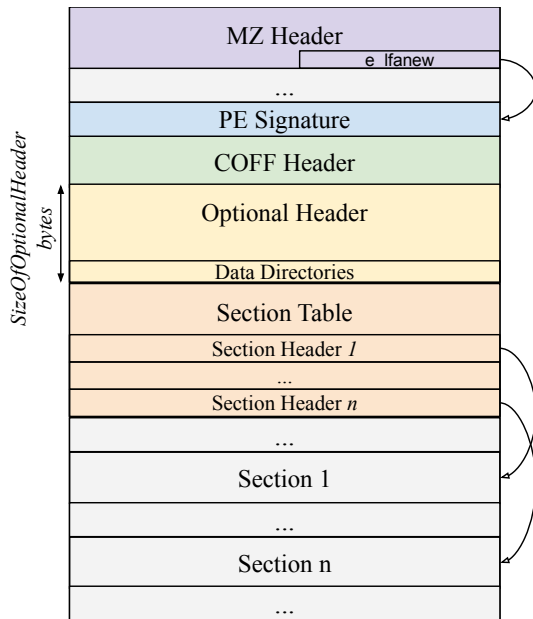 MZ Header
e_lfanew
...
PE Signature
COFF Header
SizeOfOptionalHeader
bytes
Optional Header
Data Directories
Section Table
Section Header 1
...
Section Header n
...
Section 1
...
Section n
...